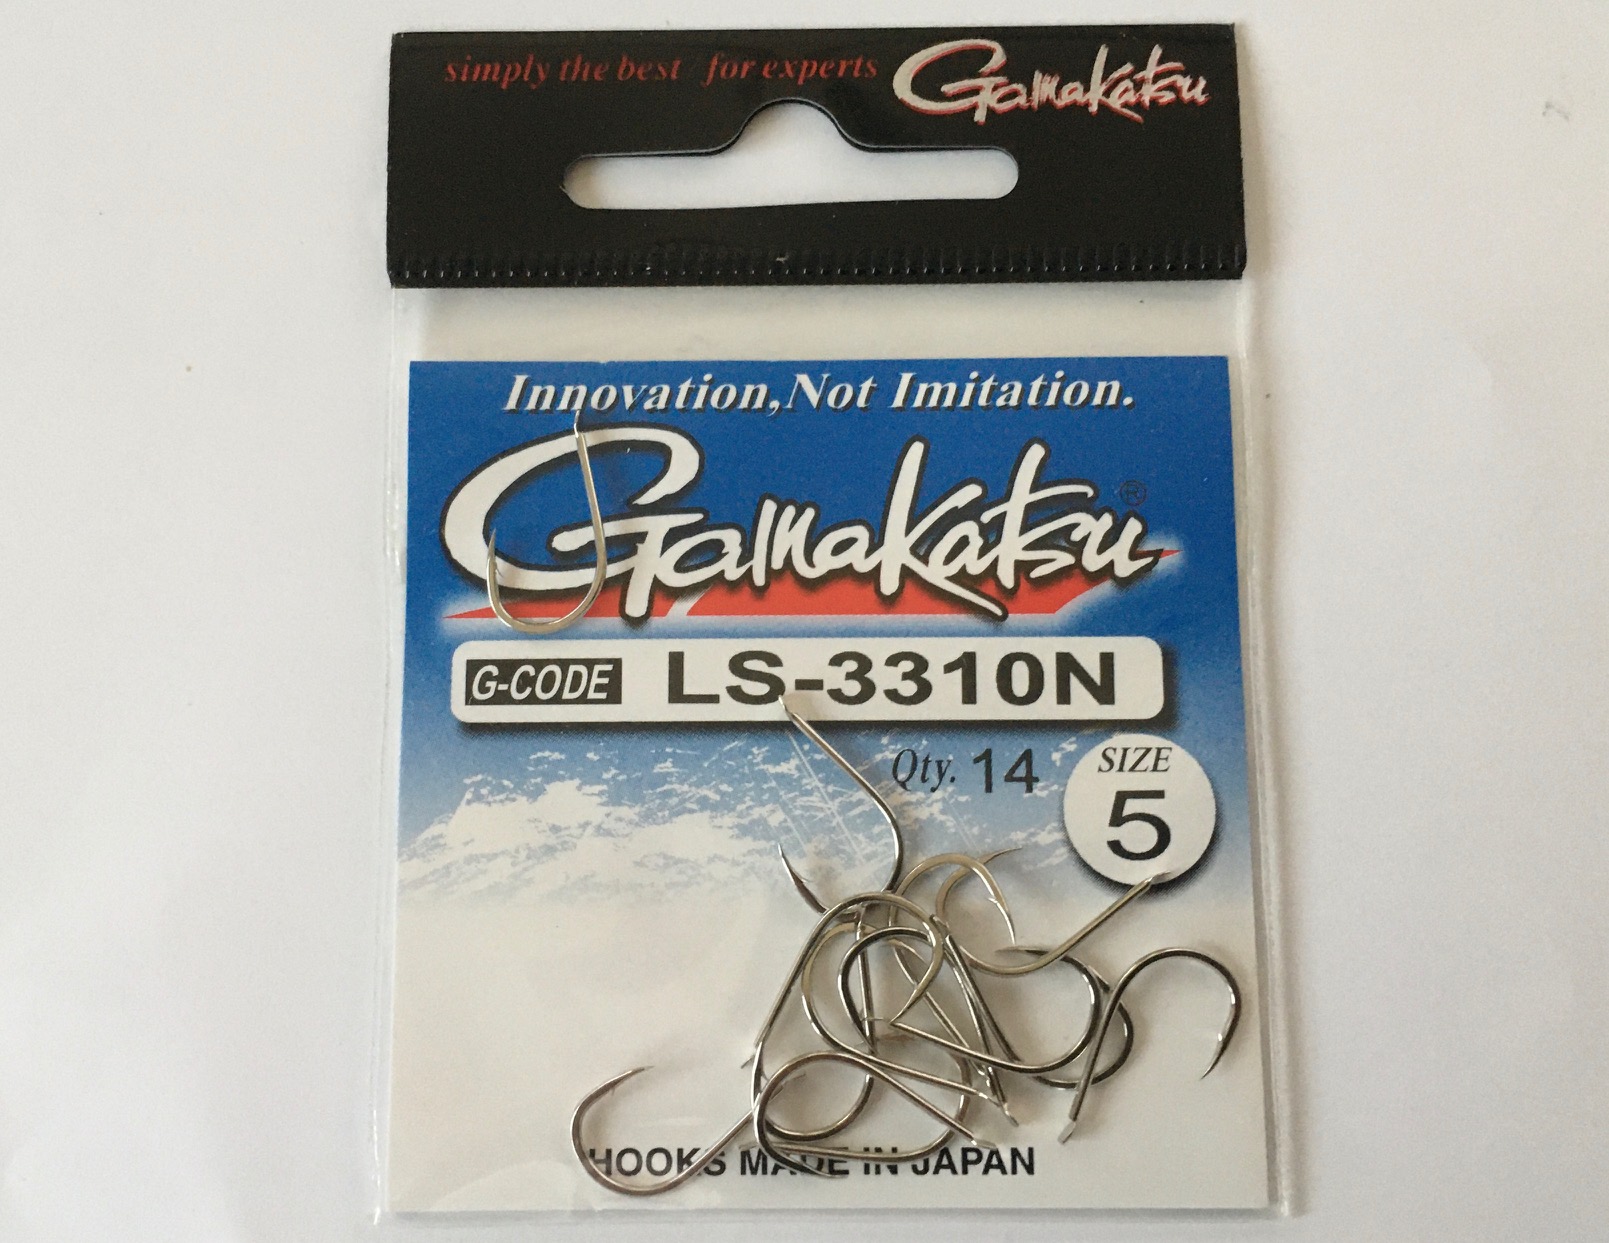 simply the best / for experts Gamakatsu
Innovation, Not Imitation.
Gamakatsu®
G-CODE LS-3310N
Qty. 14 SIZE
5
HOOKS MADE IN JAPAN